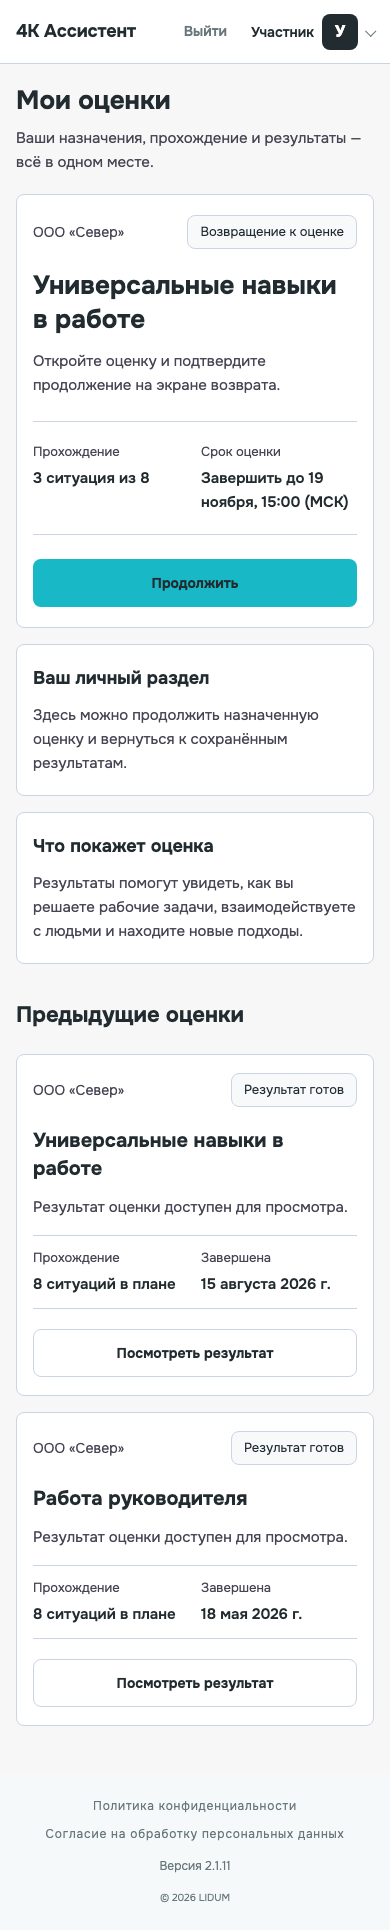 4K Ассистент
Выйти
Участник
У
Мои оценки
Ваши назначения, прохождение и результаты —
всё в одном месте.
ООО «Север»
Возвращение к оценке
Универсальные навыки
в работе
Откройте оценку и подтвердите
продолжение на экране возврата.
Прохождение
3 ситуация из 8
Срок оценки
Завершить до 19
ноября, 15:00 (МСК)
Продолжить
Ваш личный раздел
Здесь можно продолжить назначенную
оценку и вернуться к сохранённым
результатам.
Что покажет оценка
Результаты помогут увидеть, как вы
решаете рабочие задачи, взаимодействуете
с людьми и находите новые подходы.
Предыдущие оценки
ООО «Север»
Результат готов
Универсальные навыки в
работе
Результат оценки доступен для просмотра.
Прохождение
8 ситуаций в плане
Завершена
15 августа 2026 г.
Посмотреть результат
ООО «Север»
Результат готов
Работа руководителя
Результат оценки доступен для просмотра.
Прохождение
8 ситуаций в плане
Завершена
18 мая 2026 г.
Посмотреть результат
Политика конфиденциальности
Согласие на обработку персональных данных
Версия 2.1.11
© 2026 LIDUM